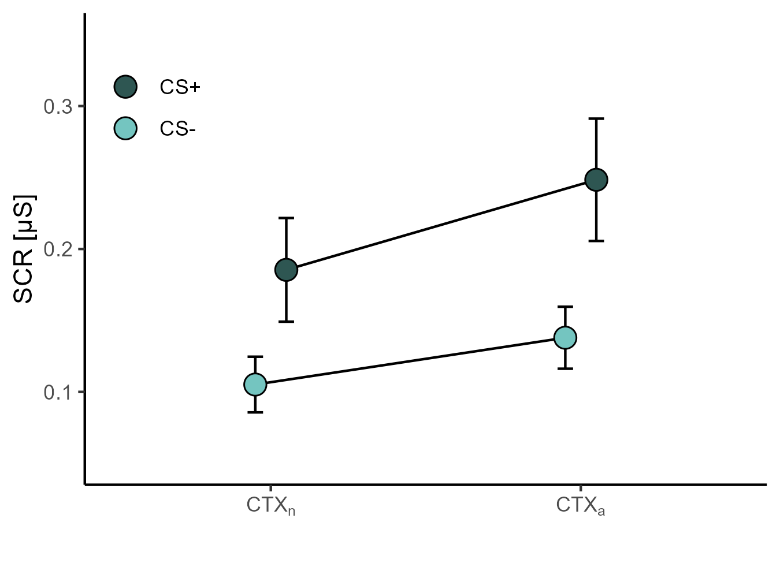 CS+
CS-
0.3
0.2
0.1
SCR [µS]
CTXₙ
CTXₐ